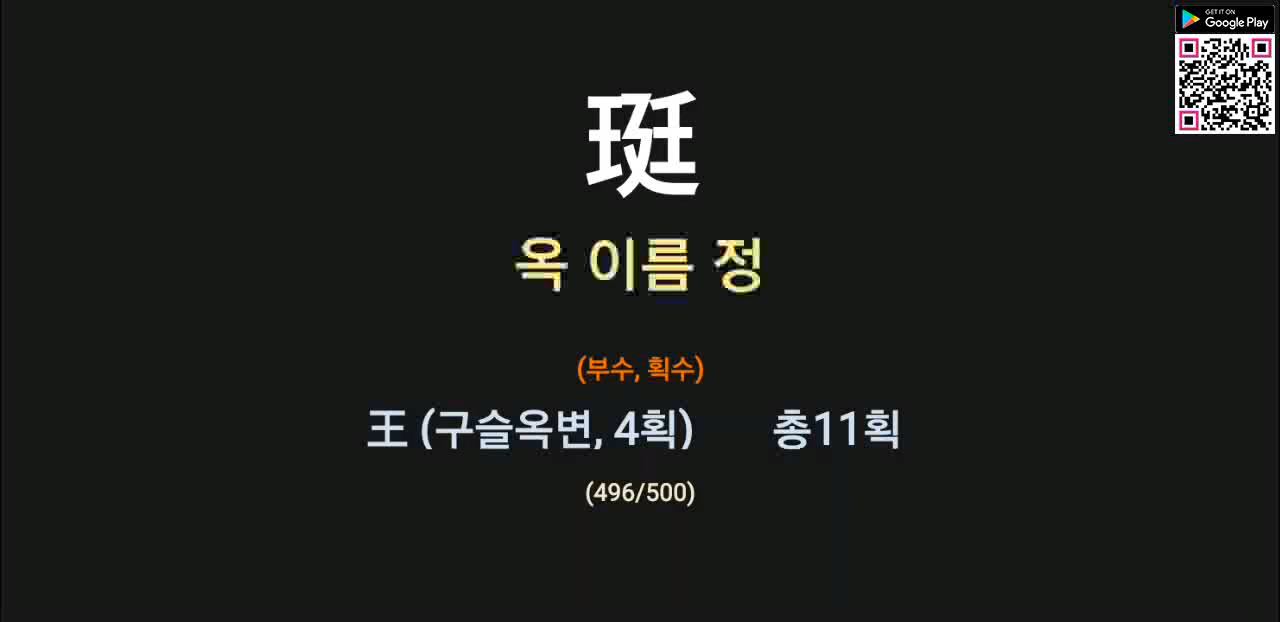 GET IT ON
Google Play
珽
옥 이름 정
(부수, 획수)
王 (구슬옥변, 4획) 총11획
(496/500)